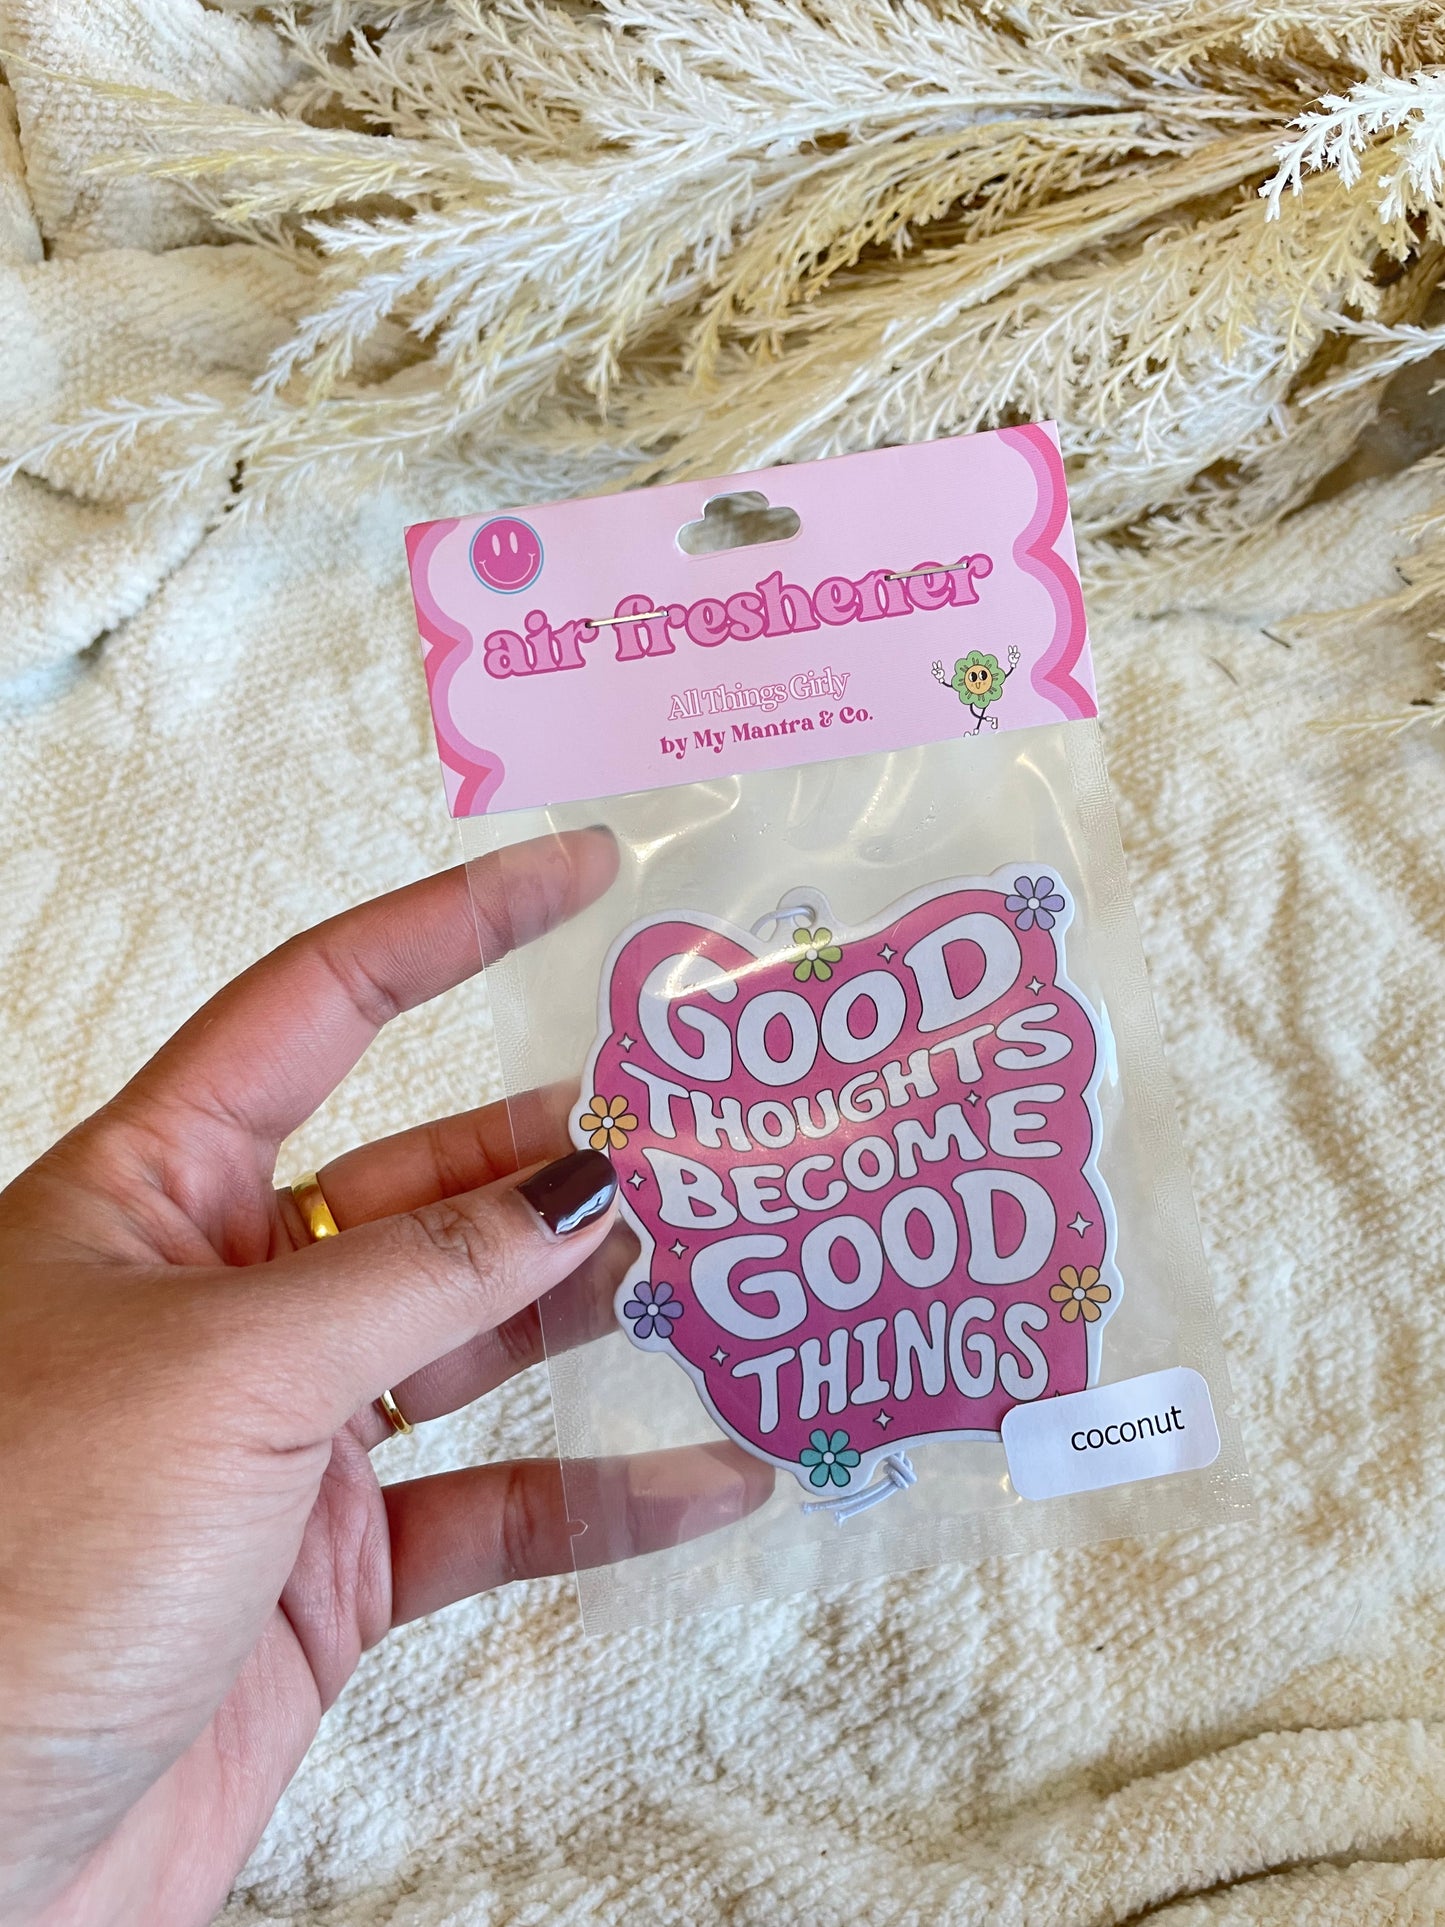 air freshener
All Things Girly
by My Mantra & Co.
GOOD
THOUGHTS
BECOME
GOOD
THINGS
coconut